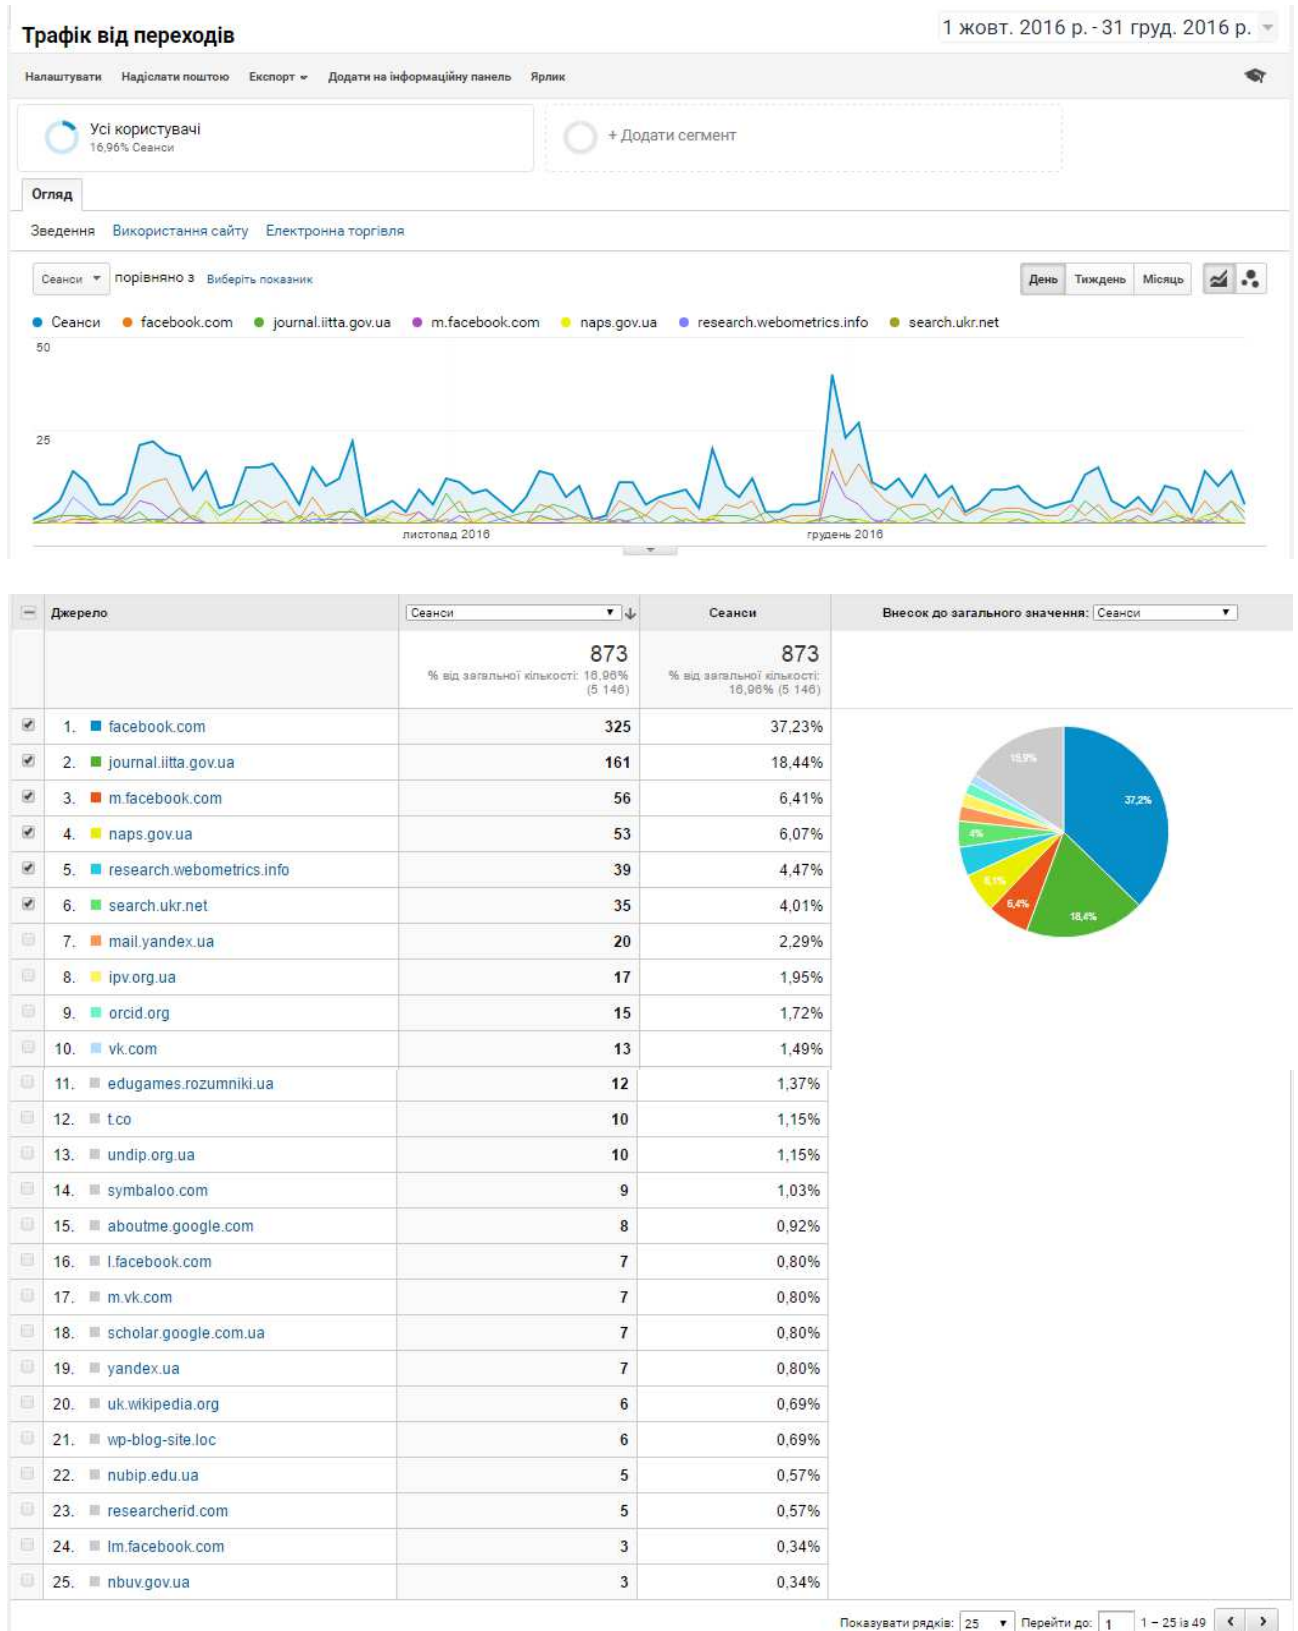 Трафік від переходів
1 жовт. 2016 р. - 31 груд. 2016 р.
Налаштувати Надіслати поштою Експорт Додати на інформаційну панель Ярлик
Усі користувачі
16,96% Сеанси
+ Додати сегмент
Огляд
Зведення Використання сайту Електронна торгівля
Сеанси порівняно з Виберіть показник
День Тиждень Місяць
Сеанси facebook.com journal.iitta.gov.ua m.facebook.com naps.gov.ua research.webometrics.info search.ukr.net
50
25
листопад 2016 грудень 2016
Джерело Сеанси Сеанси Внесок до загального значення: Сеанси
873 873
% від загальної кількості: 16,96% (5 146) % від загальної кількості: 16,96% (5 146)
1. facebook.com 325 37,23%
2. journal.iitta.gov.ua 161 18,44%
3. m.facebook.com 56 6,41%
4. naps.gov.ua 53 6,07%
5. research.webometrics.info 39 4,47%
6. search.ukr.net 35 4,01%
7. mail.yandex.ua 20 2,29%
8. ipv.org.ua 17 1,95%
9. orcid.org 15 1,72%
10. vk.com 13 1,49%
15,9%
37,2%
4%
6,1%
6,4%
18,4%
11. edugames.rozumniki.ua 12 1,37%
12. t.co 10 1,15%
13. undip.org.ua 10 1,15%
14. symbaloo.com 9 1,03%
15. aboutme.google.com 8 0,92%
16. l.facebook.com 7 0,80%
17. m.vk.com 7 0,80%
18. scholar.google.com.ua 7 0,80%
19. yandex.ua 7 0,80%
20. uk.wikipedia.org 6 0,69%
21. wp-blog-site.loc 6 0,69%
22. nubip.edu.ua 5 0,57%
23. researcherid.com 5 0,57%
24. lm.facebook.com 3 0,34%
25. nbuv.gov.ua 3 0,34%
Показувати рядків: 25 Перейти до: 1 1 – 25 із 49